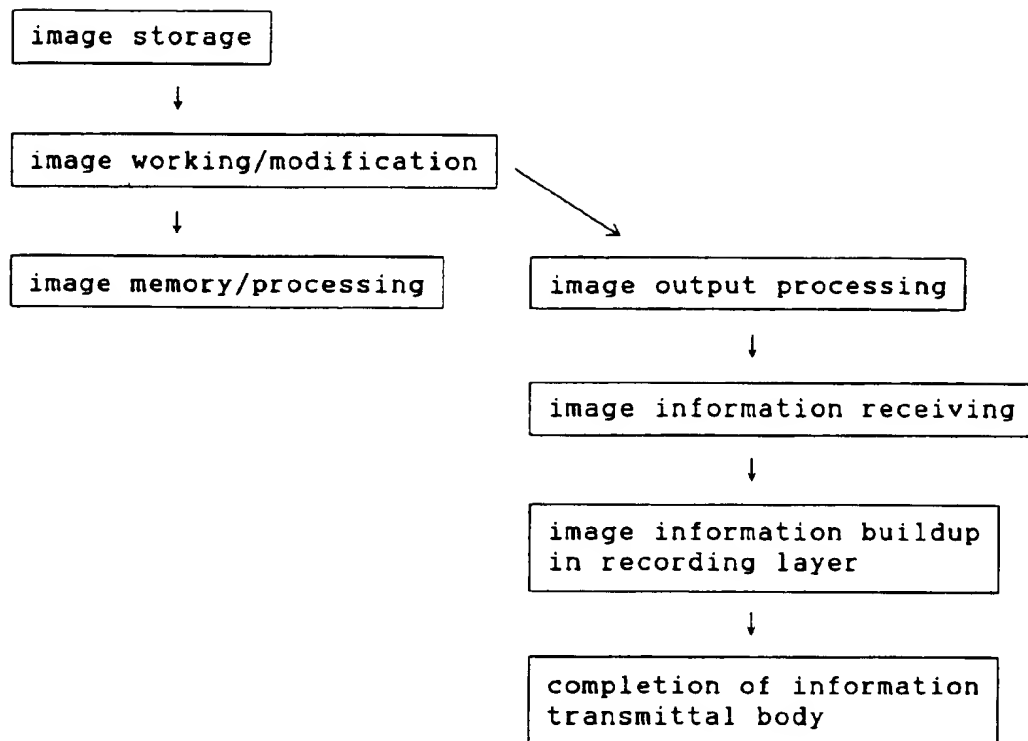 image storage
image working/modification
image memory/processing
image output processing
image information receiving
image information buildup
in recording layer
completion of information
transmittal body